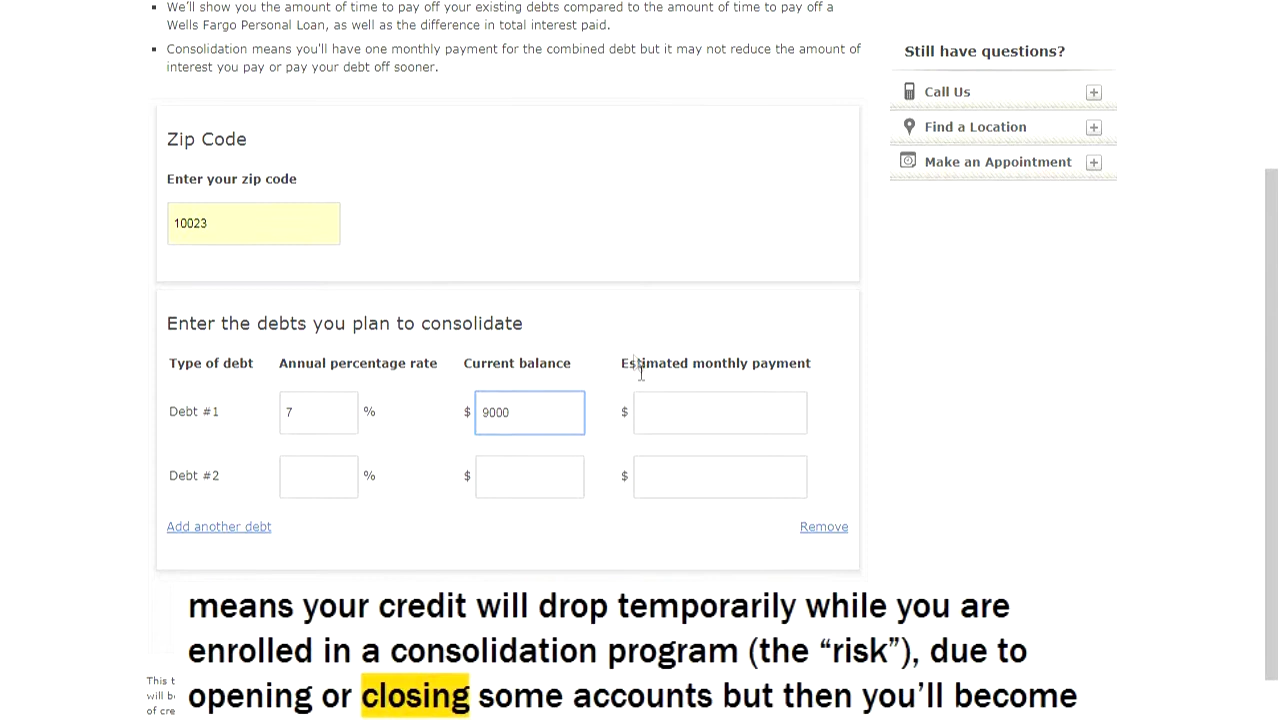 We'll show you the amount of time to pay off your existing debts compared to the amount of time to pay off a
Wells Fargo Personal Loan, as well as the difference in total interest paid.
Consolidation means you'll have one monthly payment for the combined debt but it may not reduce the amount of
interest you pay or pay your debt off sooner.
Still have questions?
Call Us
Find a Location
Make an Appointment
Zip Code
Enter your zip code
10023
Enter the debts you plan to consolidate
Type of debt Annual percentage rate Current balance Estimated monthly payment
Debt #1 7 % $ 9000 $
Debt #2 % $ $
Add another debt Remove
means your credit will drop temporarily while you are
enrolled in a consolidation program (the “risk”), due to
opening or closing some accounts but then you’ll become
This
will
of